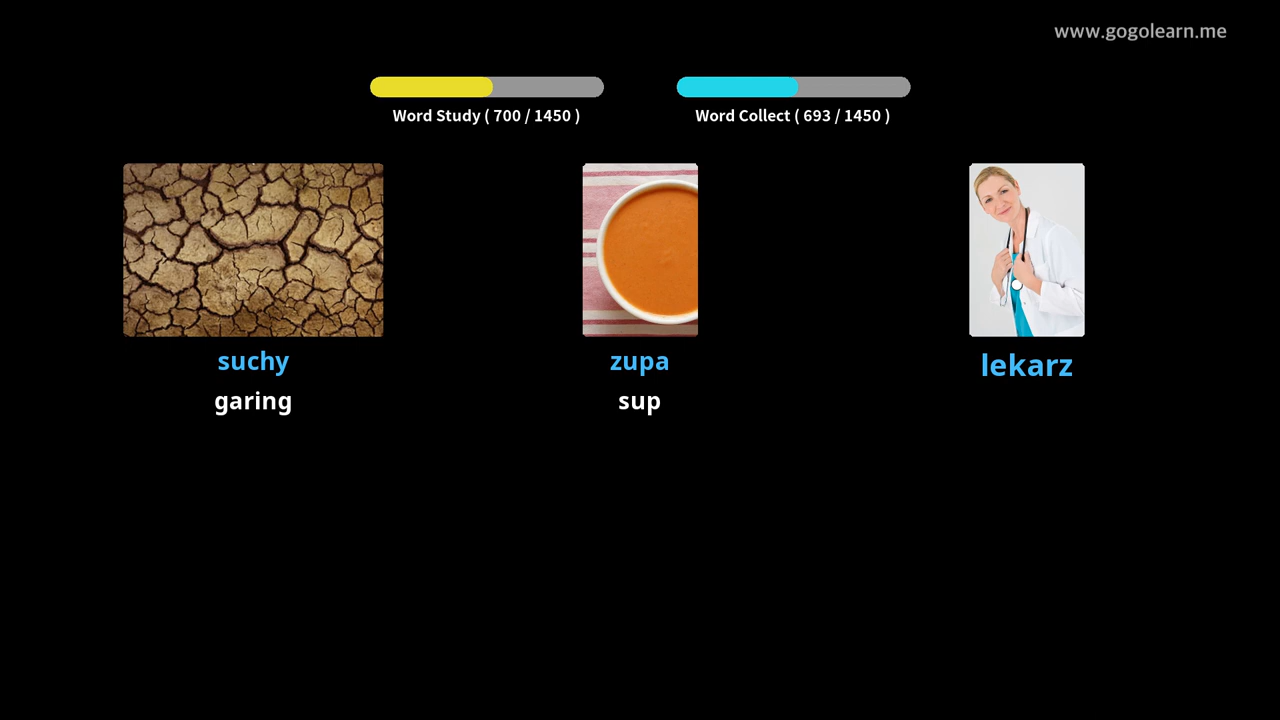 www.gogolearn.me
Word Study ( 700 / 1450 )
Word Collect ( 693 / 1450 )
suchy
garing
zupa
sup
lekarz